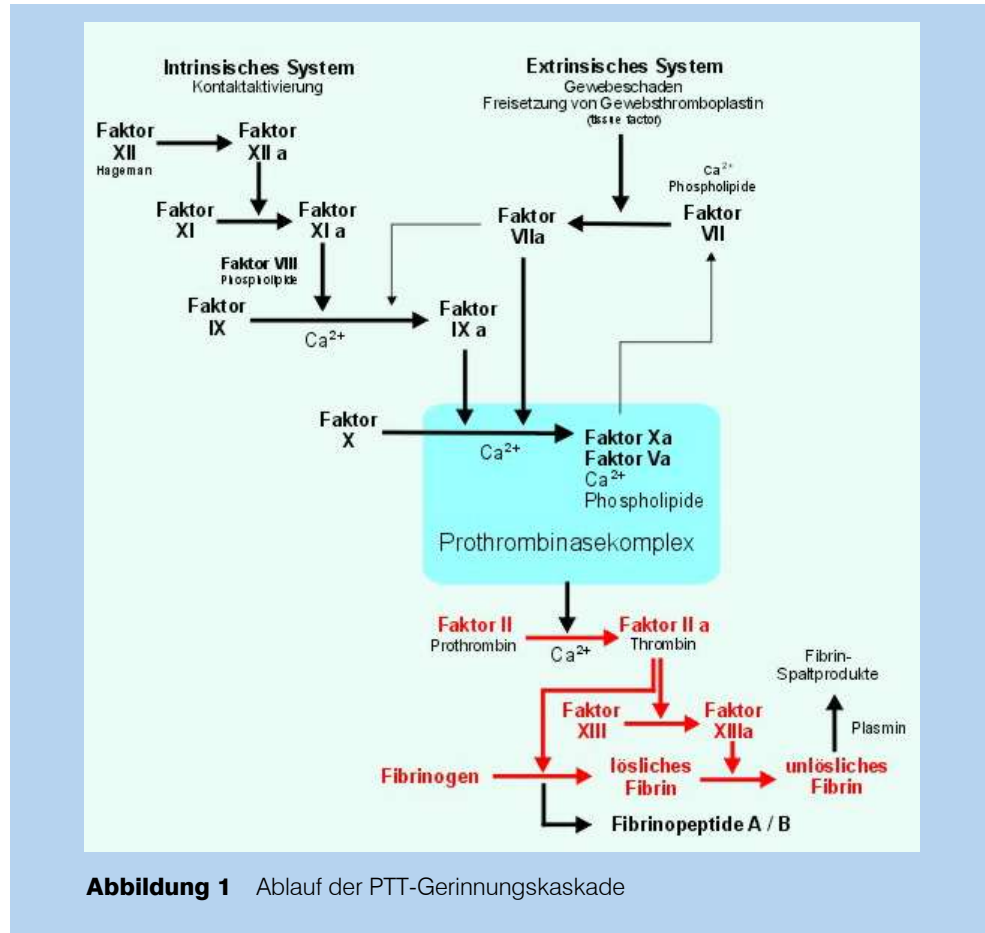 Intrinsisches System
Kontaktaktivierung
Extrinsisches System
Gewebeschaden
Freisetzung von Gewebsthromboplastin
(tissue factor)
Faktor
XII
Hageman
Faktor
XII a
Faktor
XI
Faktor
XI a
Faktor
VIIa
Ca²⁺
Phospholipide
Faktor
VII
Faktor VIII
Phospholipide
Faktor
IX
Ca²⁺
Faktor
IX a
Faktor
X
Ca²⁺
Faktor Xa
Faktor Va
Ca²⁺
Phospholipide
Prothrombinasekomplex
Faktor II
Prothrombin
Ca²⁺
Faktor II a
Thrombin
Fibrin-
Spaltprodukte
Faktor
XIII
Faktor
XIIIa
Plasmin
Fibrinogen
lösliches
Fibrin
unlösliches
Fibrin
Fibrinopeptide A / B
Abbildung 1 Ablauf der PTT-Gerinnungskaskade